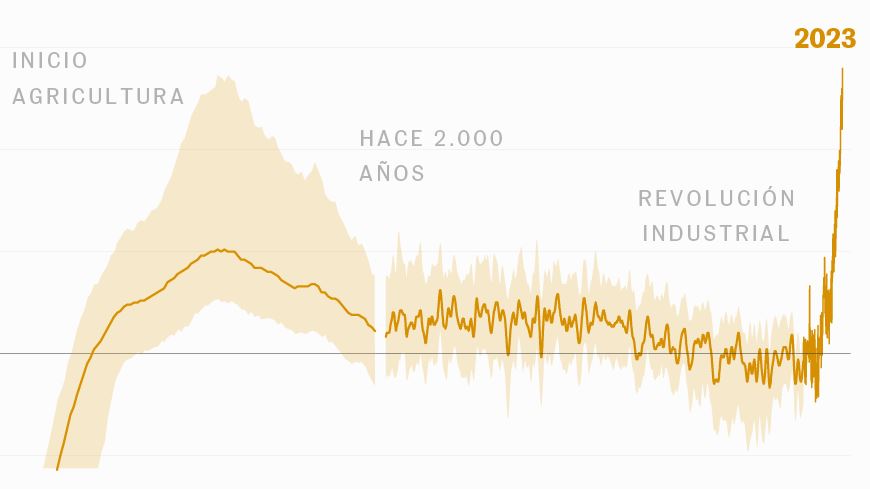 2023
INICIO
AGRICULTURA
HACE 2.000
AÑOS
REVOLUCIÓN
INDUSTRIAL